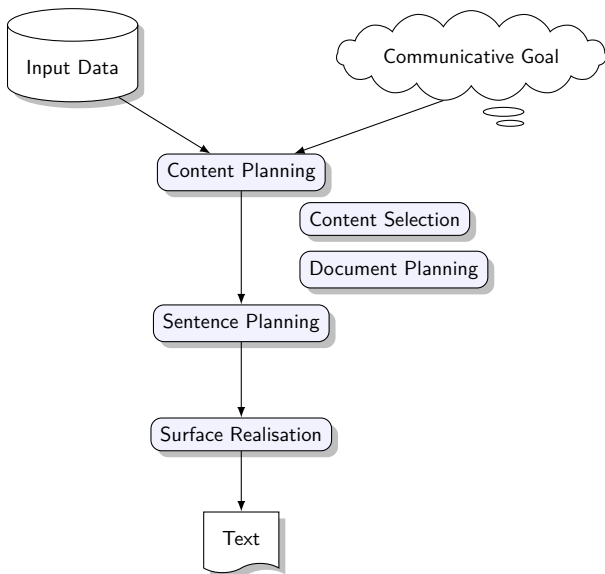 Input Data
Communicative Goal
Content Planning
Content Selection
Document Planning
Sentence Planning
Surface Realisation
Text